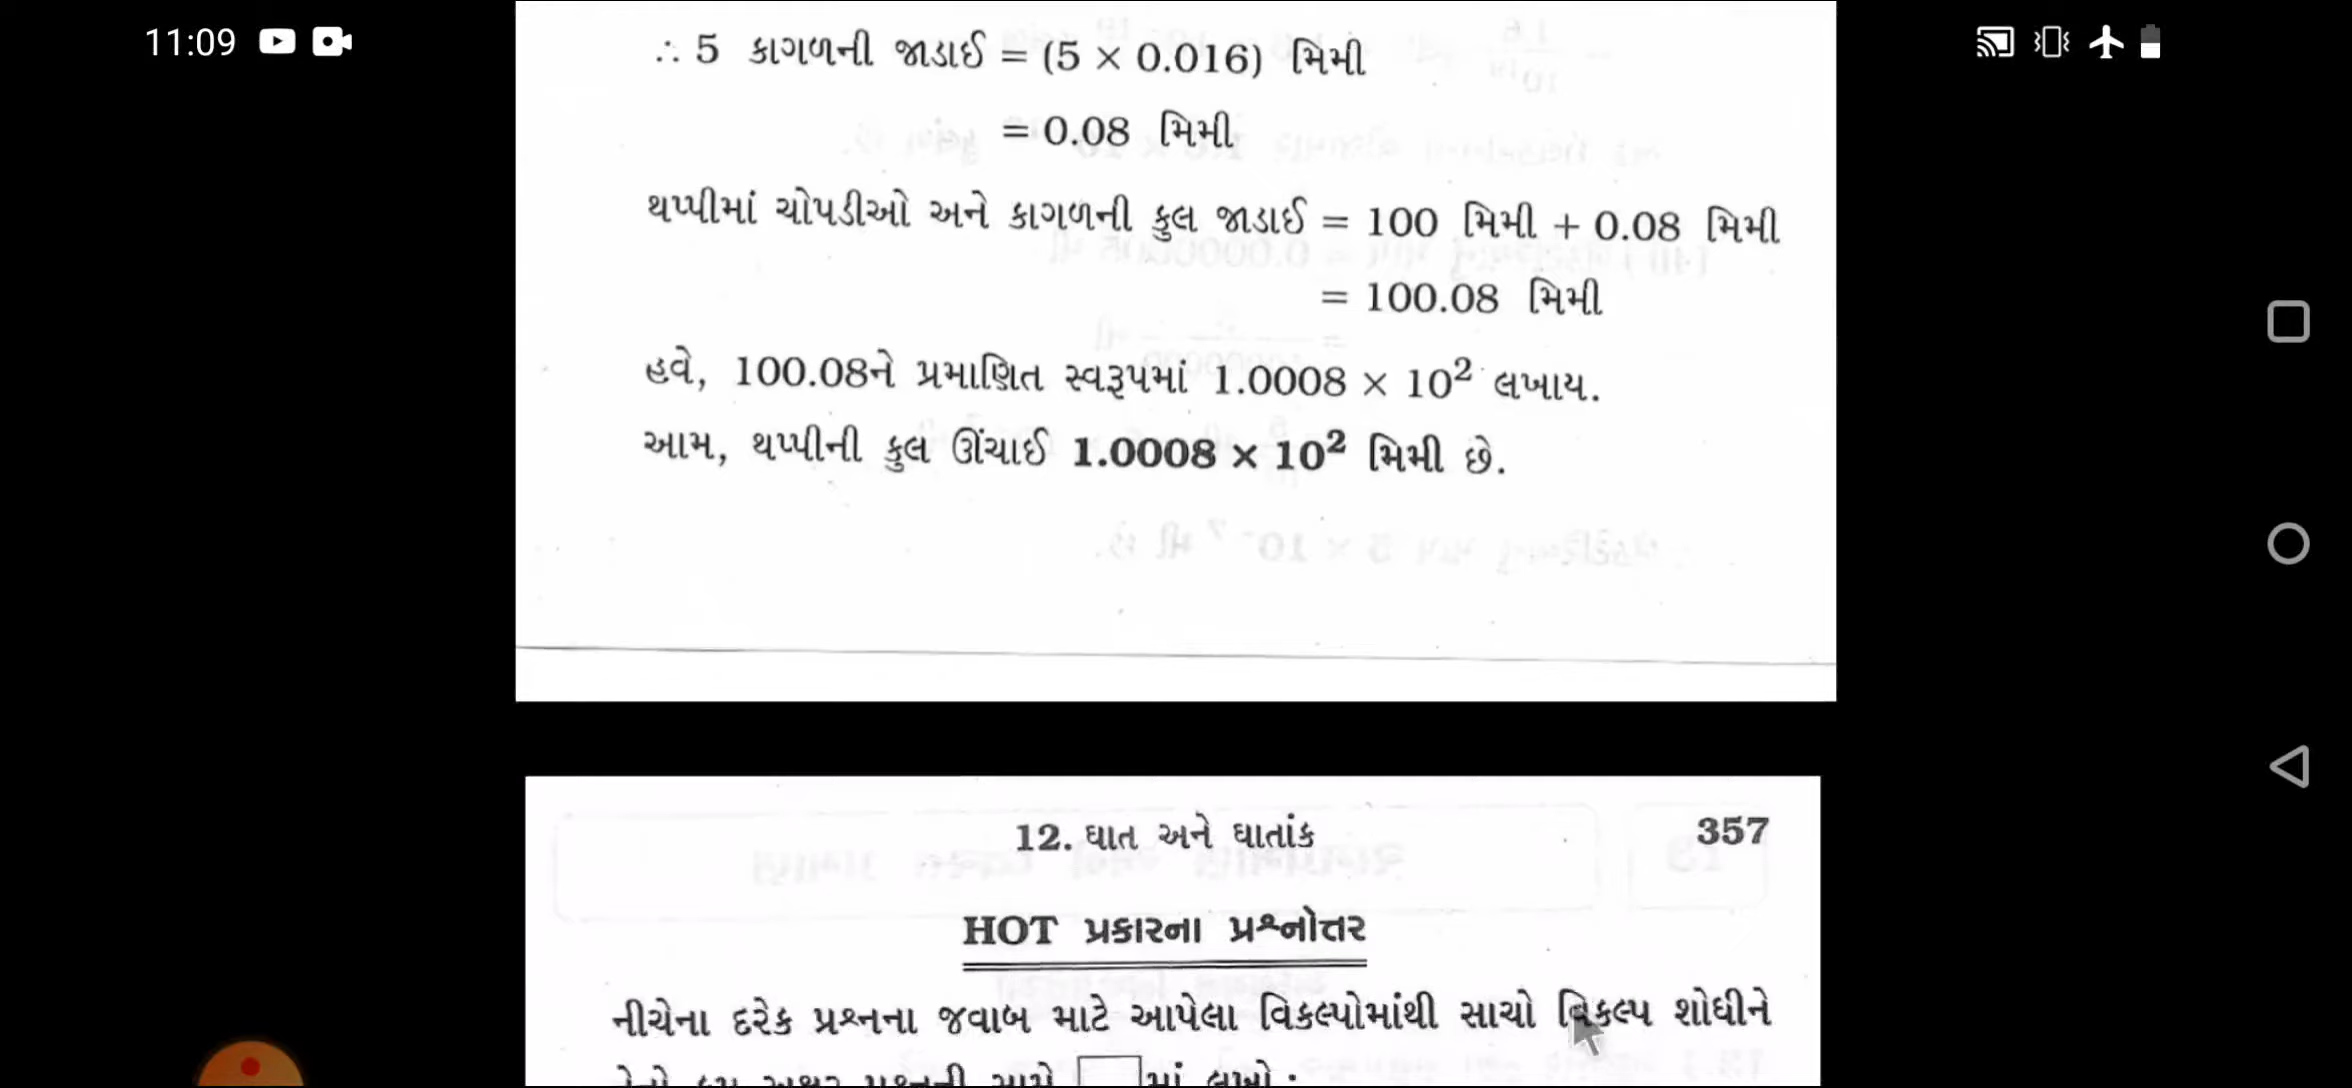 11:09
∴ 5 કાગળની જાડાઈ = (5 × 0.016) મિમી
= 0.08 મિમી
થપ્પીમાં ચોપડીઓ અને કાગળની કુલ જાડાઈ = 100 મિમી + 0.08 મિમી
= 100.08 મિમી
હવે, 100.08ને પ્રમાણિત સ્વરૂપમાં 1.0008 × 10² લખાય.
આમ, થપ્પીની કુલ ઊંચાઈ 1.0008 × 10² મિમી છે.
12. ઘાત અને ઘાતાંક 357
HOT પ્રકારના પ્રશ્નોત્તર
નીચેના દરેક પ્રશ્નના જવાબ માટે આપેલા વિકલ્પોમાંથી સાચો વિકલ્પ શોધીને
માં લખો :